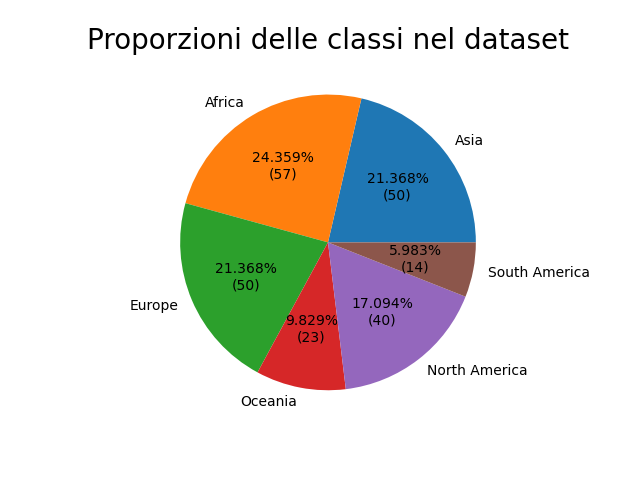 Proporzioni delle classi nel dataset
Africa
Asia
24.359%
(57)
21.368%
(50)
21.368%
(50)
5.983%
(14)
South America
Europe
9.829%
(23)
17.094%
(40)
North America
Oceania